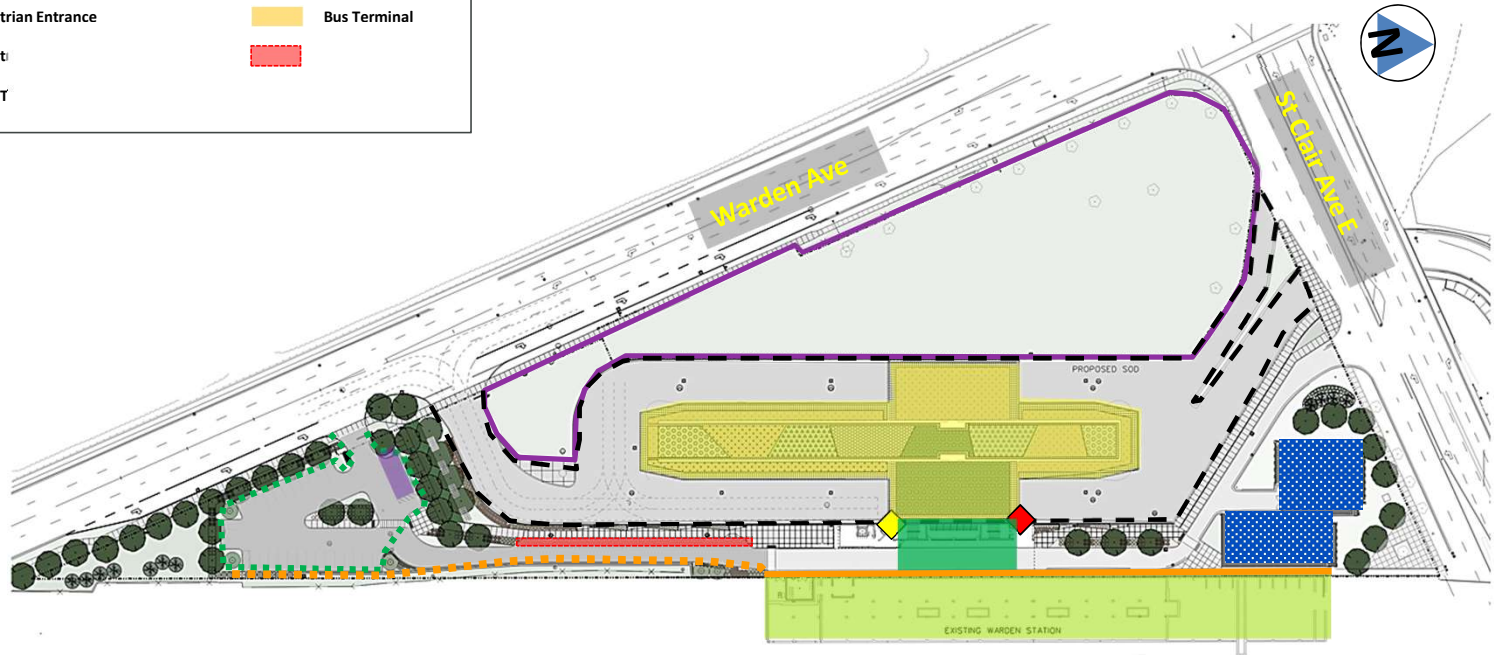 trian Entrance
Bus Terminal
N
Warden Ave
St Clair Ave E
PROPOSED SOD
EXISTING WARDEN STATION